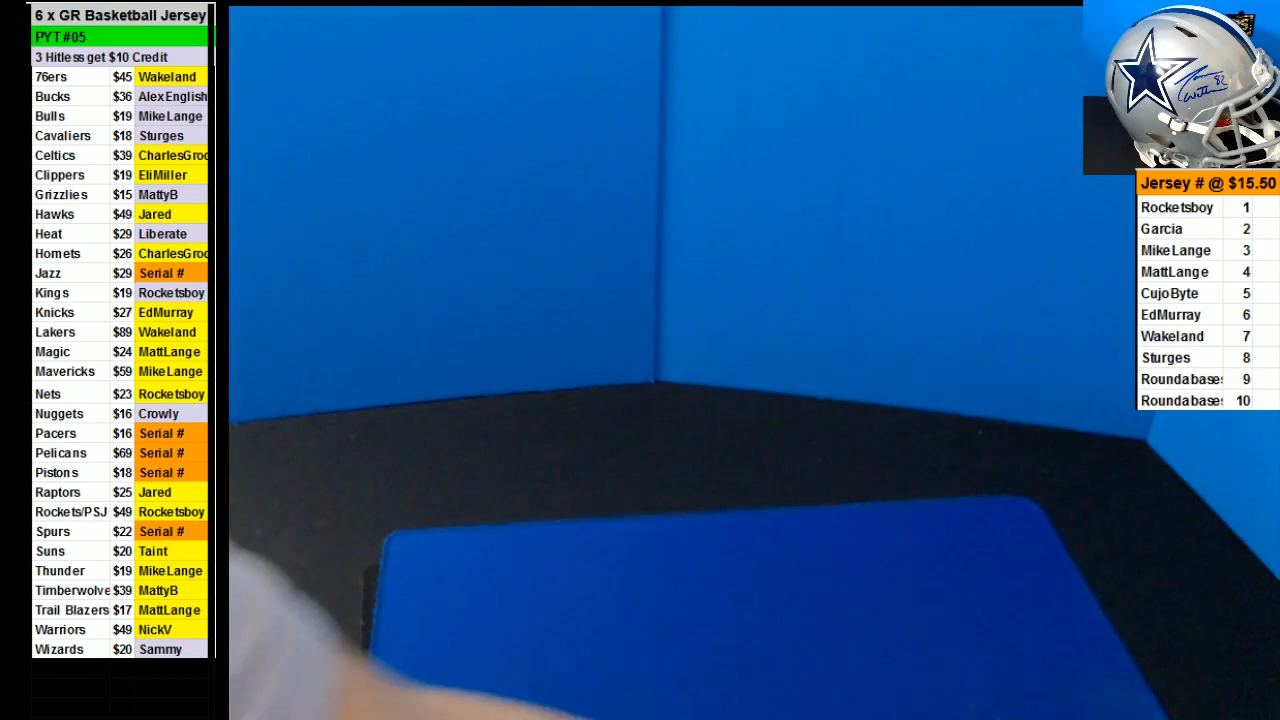 6 x GR Basketball Jersey
PYT #05
3 Hitless get $10 Credit
76ers $45 Wakeland
Bucks $36 AlexEnglish
Bulls $19 MikeLange
Cavaliers $18 Sturges
Celtics $39 CharlesGroo
Clippers $19 EliMiller
Grizzlies $15 MattyB
Hawks $49 Jared
Heat $29 Liberate
Hornets $26 CharlesGroo
Jazz $29 Serial #
Kings $19 Rocketsboy
Knicks $27 EdMurray
Lakers $89 Wakeland
Magic $24 MattLange
Mavericks $59 MikeLange
Nets $23 Rocketsboy
Nuggets $16 Crowly
Pacers $16 Serial #
Pelicans $69 Serial #
Pistons $18 Serial #
Raptors $25 Jared
Rockets/PSJ $49 Rocketsboy
Spurs $22 Serial #
Suns $20 Taint
Thunder $19 MikeLange
Timberwolve $39 MattyB
Trail Blazers $17 MattLange
Warriors $49 NickV
Wizards $20 Sammy
82
Jersey # @ $15.50
Rocketsboy 1
Garcia 2
MikeLange 3
MattLange 4
CujoByte 5
EdMurray 6
Wakeland 7
Sturges 8
Roundabases 9
Roundabases 10